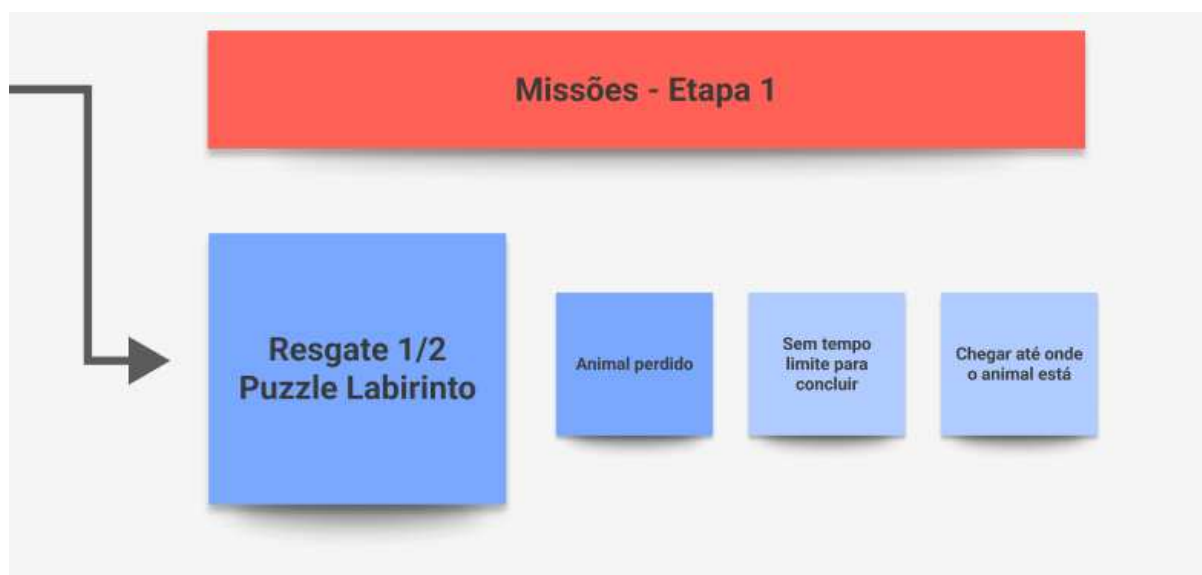 Missões - Etapa 1
Resgate 1/2
Puzzle Labirinto
Animal perdido
Sem tempo
limite para
concluir
Chegar até onde
o animal está